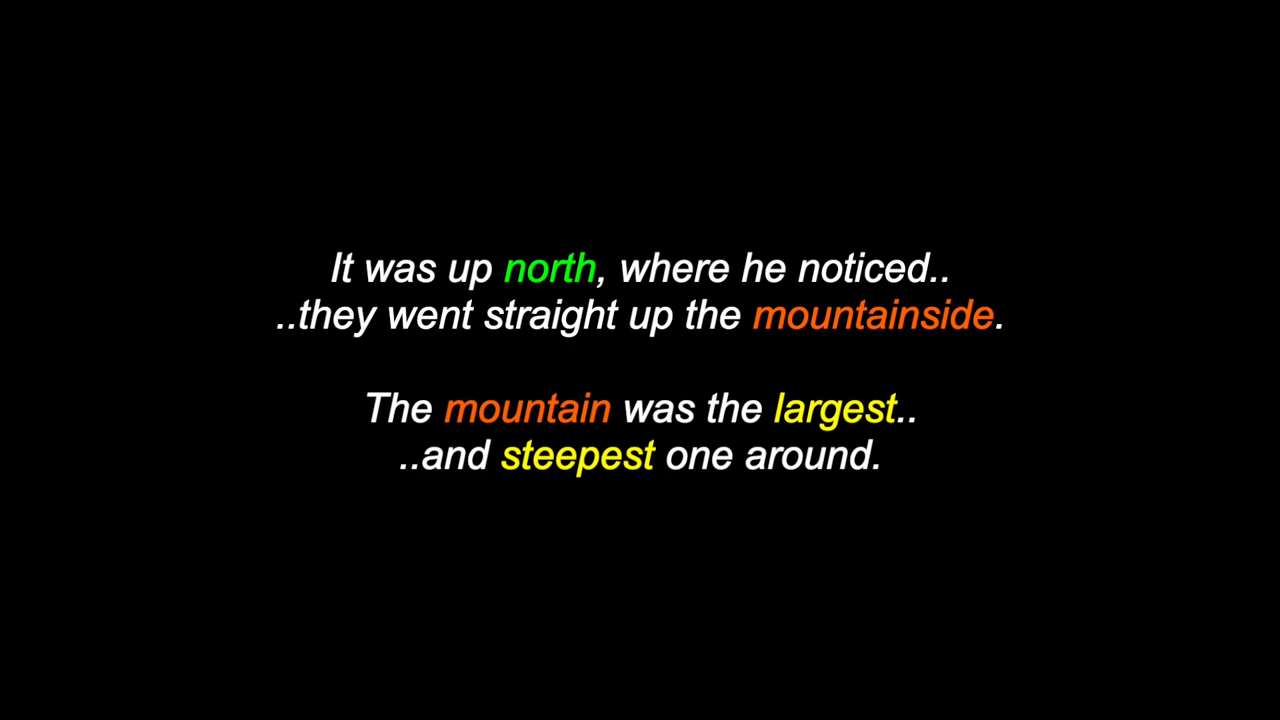 It was up north, where he noticed..
..they went straight up the mountainside.
The mountain was the largest..
..and steepest one around.